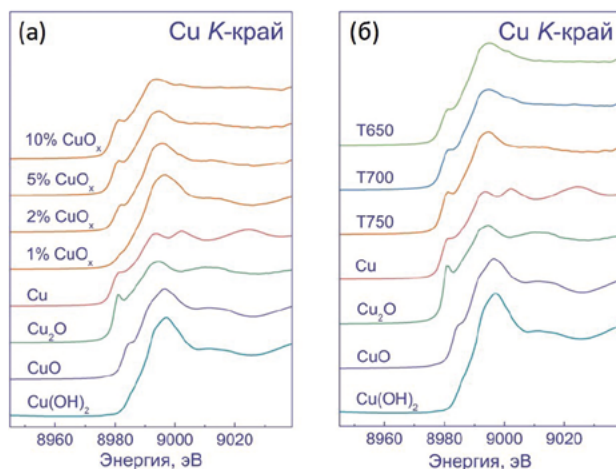 (а) Cu K-край
10% CuOₓ
5% CuOₓ
2% CuOₓ
1% CuOₓ
Cu
Cu₂O
CuO
Cu(OH)₂
8960 8980 9000 9020
Энергия, эВ
(б) Cu K-край
T650
T700
T750
Cu
Cu₂O
CuO
Cu(OH)₂
8960 8980 9000 9020
Энергия, эВ